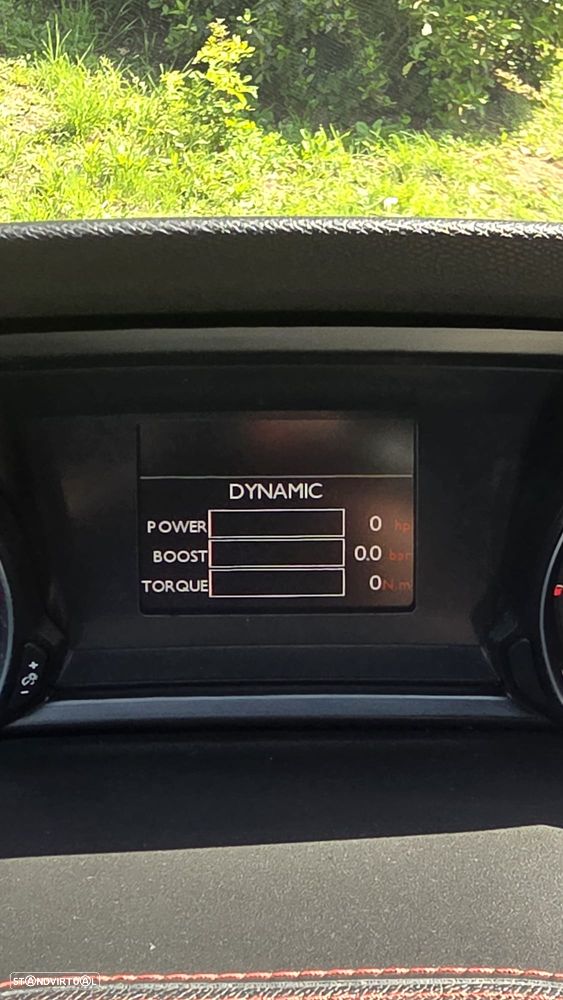 DYNAMIC
POWER 0 hp
BOOST 0.0 bar
TORQUE 0 N.m
+
-
STANDVIRTUAL